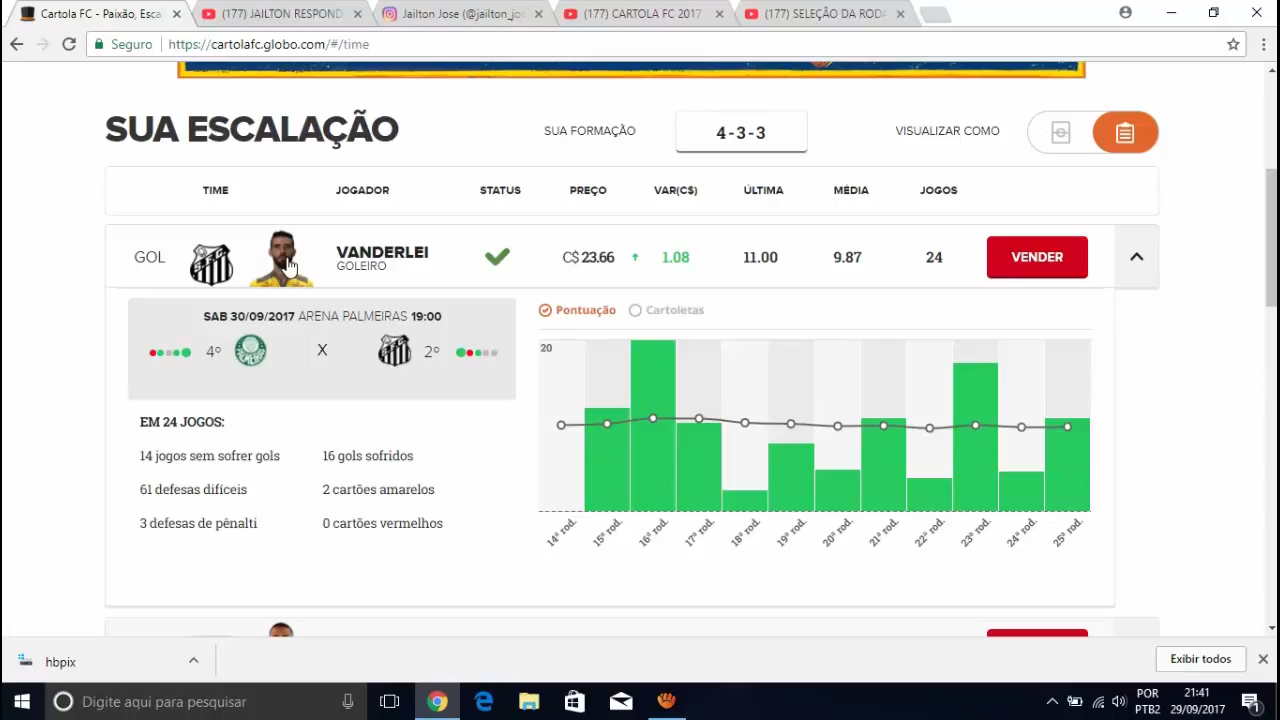 Cartola FC - Paixão, Esca
(177) JAILTON RESPOND
Jailton Jose (@jailton_jos
(177) CARTOLA FC 2017
(177) SELEÇÃO DA RODA
Seguro
https://cartolafc.globo.com/#/time
SUA ESCALAÇÃO
SUA FORMAÇÃO
4-3-3
VISUALIZAR COMO
TIME JOGADOR STATUS PREÇO VAR(C$) ÚLTIMA MÉDIA JOGOS
GOL
VANDERLEI
GOLEIRO
C$ 23.66 1.08 11.00 9.87 24
VENDER
SAB 30/09/2017 ARENA PALMEIRAS 19:00
4º X 2º
EM 24 JOGOS:
14 jogos sem sofrer gols 16 gols sofridos
61 defesas difíceis 2 cartões amarelos
3 defesas de pênalti 0 cartões vermelhos
Pontuação Cartoletas
20
14ª rod. 15ª rod. 16ª rod. 17ª rod. 18ª rod. 19ª rod. 20ª rod. 21ª rod. 22ª rod. 23ª rod. 24ª rod. 25ª rod.
hbpix
Exibir todos
Digite aqui para pesquisar
POR
PTB2
21:41
29/09/2017
1